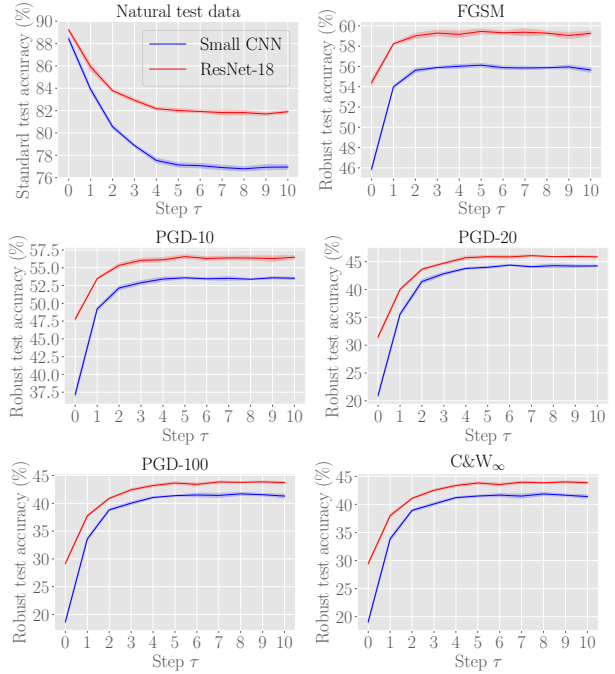 Natural test data
Standard test accuracy (%)
90
88
86
84
82
80
78
76
Small CNN
ResNet-18
0 1 2 3 4 5 6 7 8 9 10
Step τ
FGSM
Robust test accuracy (%)
60
58
56
54
52
50
48
46
0 1 2 3 4 5 6 7 8 9 10
Step τ
PGD-10
Robust test accuracy (%)
57.5
55.0
52.5
50.0
47.5
45.0
42.5
40.0
37.5
0 1 2 3 4 5 6 7 8 9 10
Step τ
PGD-20
Robust test accuracy (%)
45
40
35
30
25
20
0 1 2 3 4 5 6 7 8 9 10
Step τ
PGD-100
Robust test accuracy (%)
45
40
35
30
25
20
0 1 2 3 4 5 6 7 8 9 10
Step τ
C&W∞
Robust test accuracy (%)
45
40
35
30
25
20
0 1 2 3 4 5 6 7 8 9 10
Step τ